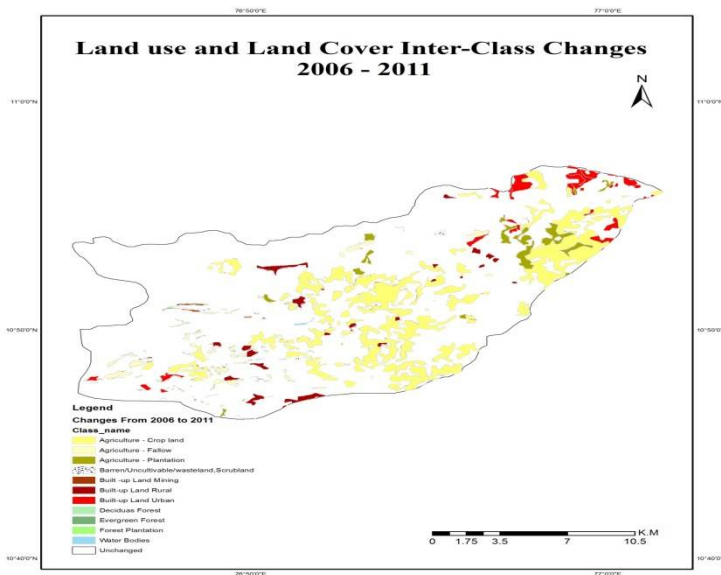 76°50'0"E 77°0'0"E
Land use and Land Cover Inter-Class Changes
2006 - 2011
N
11°0'0"N 11°0'0"N
10°50'0"N 10°50'0"N
Legend
Changes From 2006 to 2011
Class_name
Agriculture - Crop land
Agriculture - Fallow
Agriculture - Plantation
Barren/Uncultivable/wasteland,Scrubland
Built -up Land Mining
Built-up Land Rural
Built-up Land Urban
Deciduas Forest
Evergreen Forest
Forest Plantation
Water Bodies
Unchanged
K.M
0 1.75 3.5 7 10.5
10°40'0"N 10°40'0"N
76°50'0"E 77°0'0"E